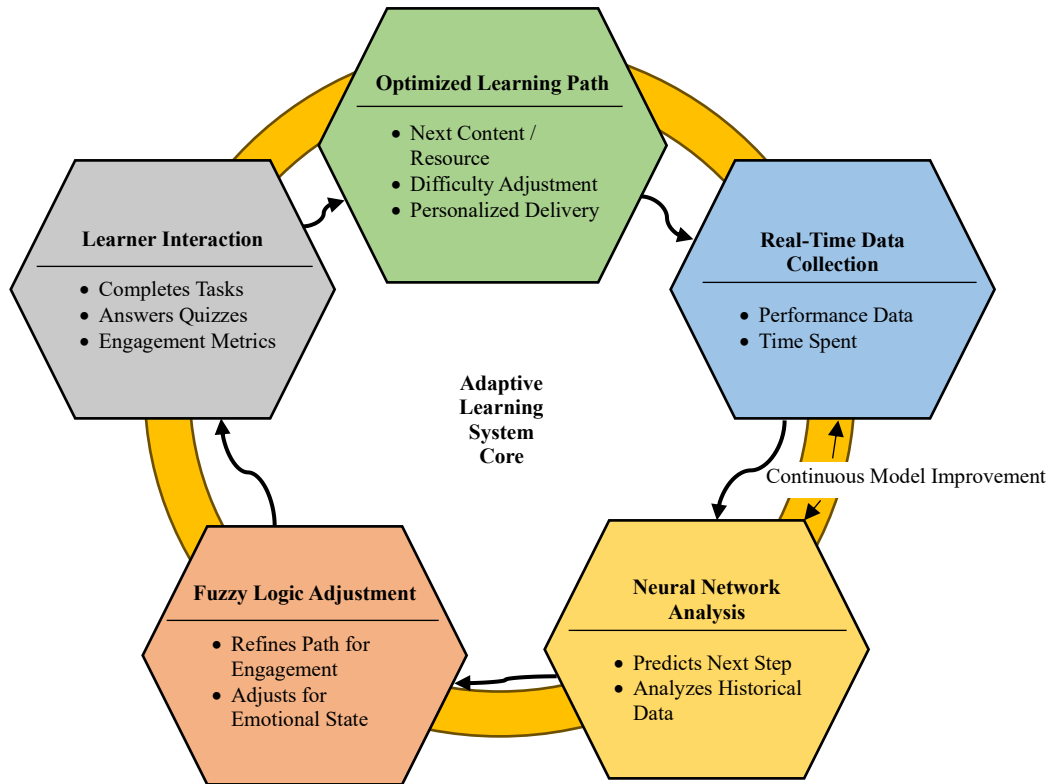 Optimized Learning Path
• Next Content /
Resource
• Difficulty Adjustment
• Personalized Delivery
Learner Interaction
• Completes Tasks
• Answers Quizzes
• Engagement Metrics
Real-Time Data
Collection
• Performance Data
• Time Spent
Adaptive
Learning
System
Core
Continuous Model Improvement
Fuzzy Logic Adjustment
• Refines Path for
Engagement
• Adjusts for
Emotional State
Neural Network
Analysis
• Predicts Next Step
• Analyzes Historical
Data